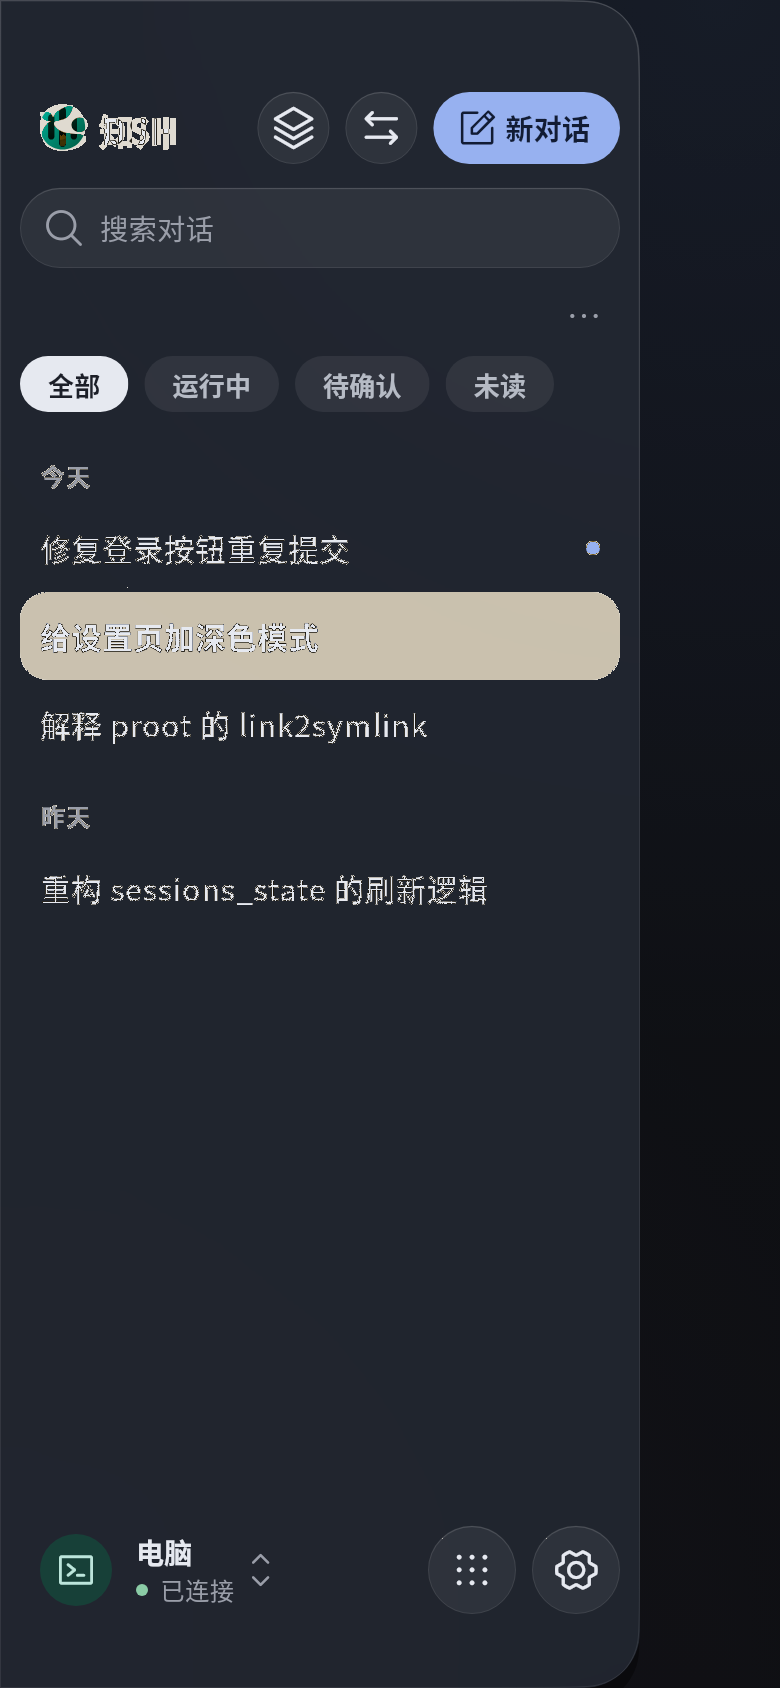 新对话
搜索对话
...
全部 运行中 待确认 未读
今天
修复登录按钮重复提交
给设置页加深色模式
解释 proot 的 link2symlink
昨天
重构 sessions_state 的刷新逻辑
电脑
已连接